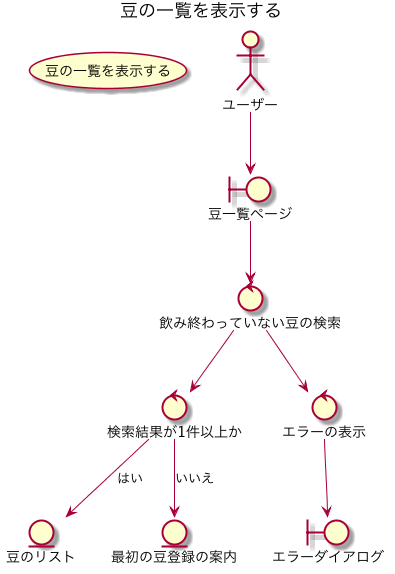 豆の一覧を表示する
豆の一覧を表示する
ユーザー
豆一覧ページ
飲み終わっていない豆の検索
検索結果が1件以上か
エラーの表示
はい
いいえ
豆のリスト
最初の豆登録の案内
エラーダイアログ